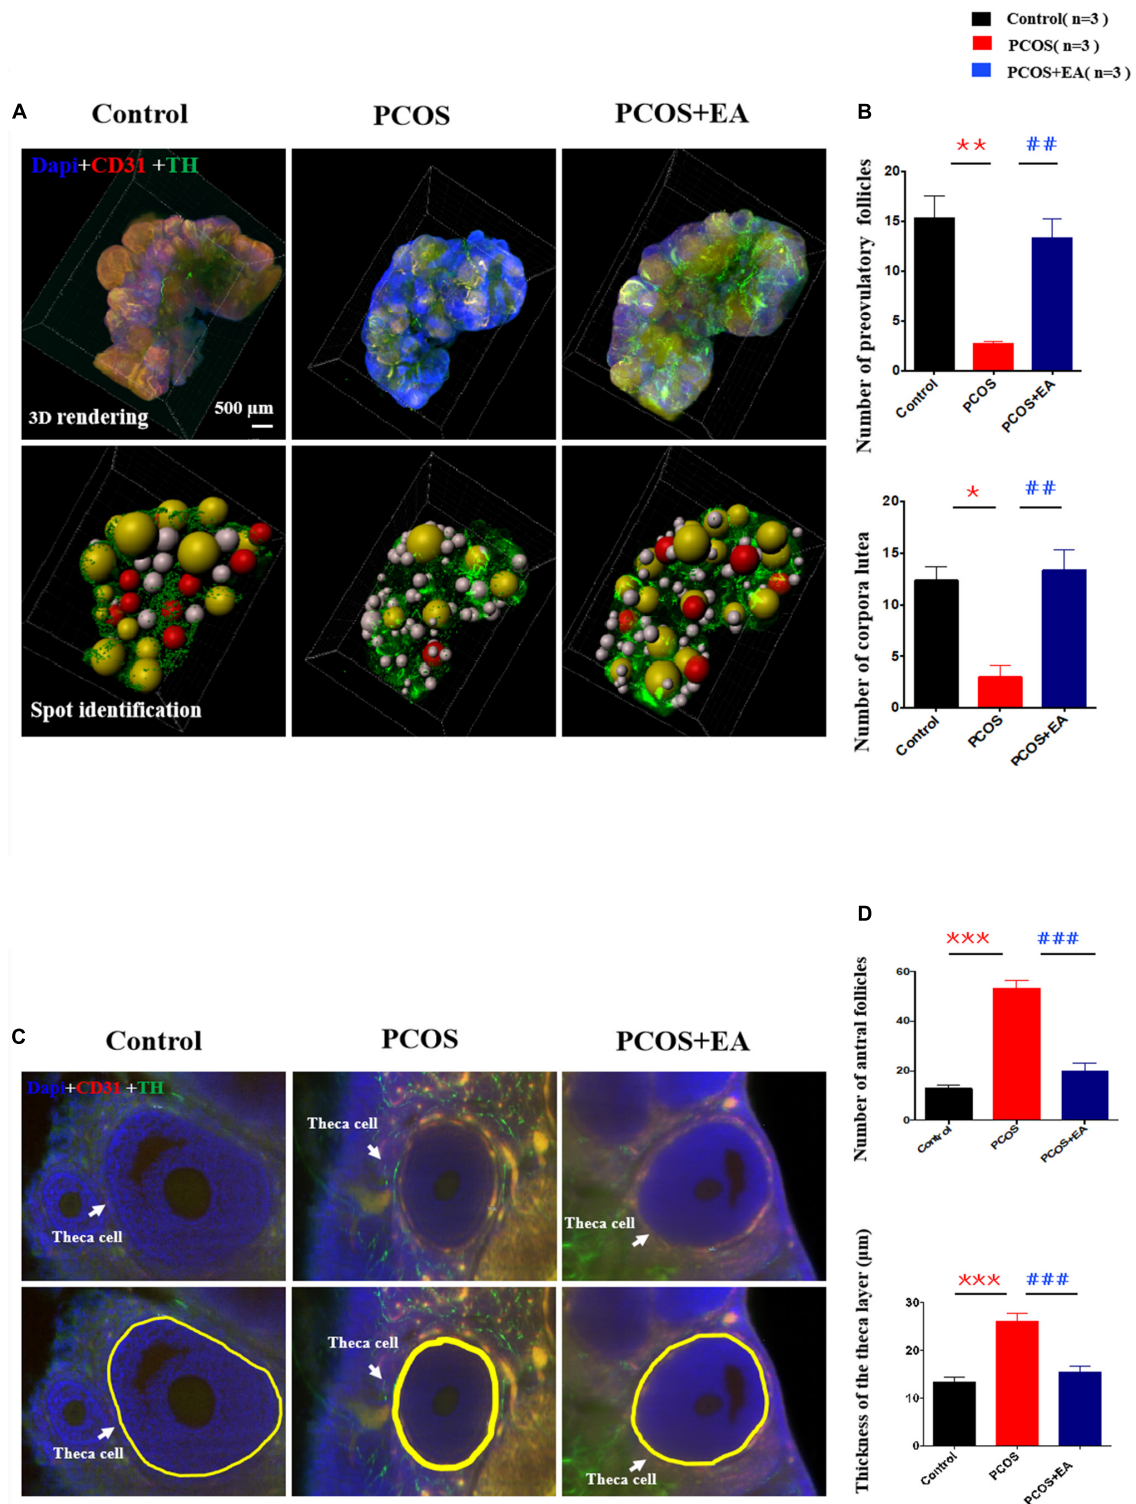 Control( n=3 )
PCOS( n=3 )
PCOS+EA( n=3 )
A
Control
PCOS
PCOS+EA
Dapi+CD31 +TH
3D rendering
500 µm
Spot identification
B
** ##
Number of preovulatory follicles
20
15
10
5
0
Control
PCOS
PCOS+EA
* ##
Number of corpora lutea
20
15
10
5
0
Control
PCOS
PCOS+EA
C
Control
PCOS
PCOS+EA
Dapi+CD31 +TH
Theca cell
Theca cell
Theca cell
Theca cell
Theca cell
Theca cell
D
*** ###
Number of antral follicles
60
40
20
0
Control
PCOS
PCOS+EA
*** ###
Thickness of the theca layer (µm)
30
20
10
0
Control
PCOS
PCOS+EA